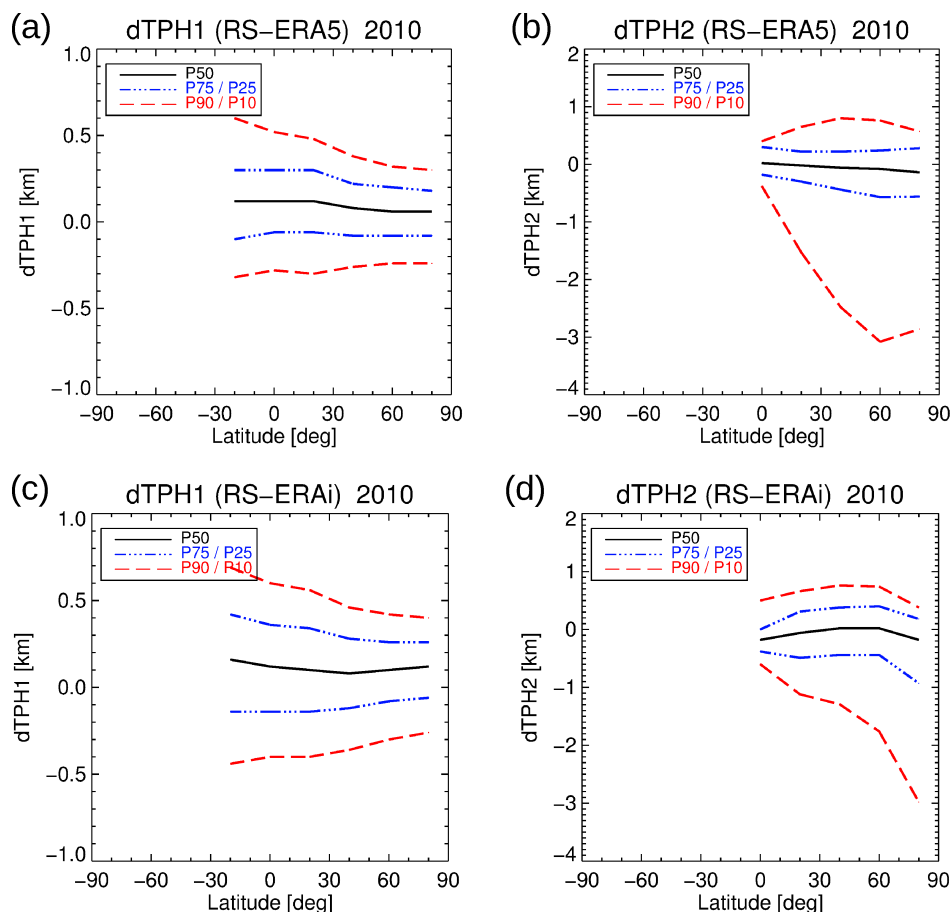 (a)
dTPH1 (RS−ERA5) 2010
1.0
0.5
0.0
−0.5
−1.0
dTPH1 [km]
P50
P75 / P25
P90 / P10
−90 −60 −30 0 30 60 90
Latitude [deg]
(b)
dTPH2 (RS−ERA5) 2010
2
1
0
−1
−2
−3
−4
dTPH2 [km]
P50
P75 / P25
P90 / P10
−90 −60 −30 0 30 60 90
Latitude [deg]
(c)
dTPH1 (RS−ERAi) 2010
1.0
0.5
0.0
−0.5
−1.0
dTPH1 [km]
P50
P75 / P25
P90 / P10
−90 −60 −30 0 30 60 90
Latitude [deg]
(d)
dTPH2 (RS−ERAi) 2010
2
1
0
−1
−2
−3
−4
dTPH2 [km]
P50
P75 / P25
P90 / P10
−90 −60 −30 0 30 60 90
Latitude [deg]